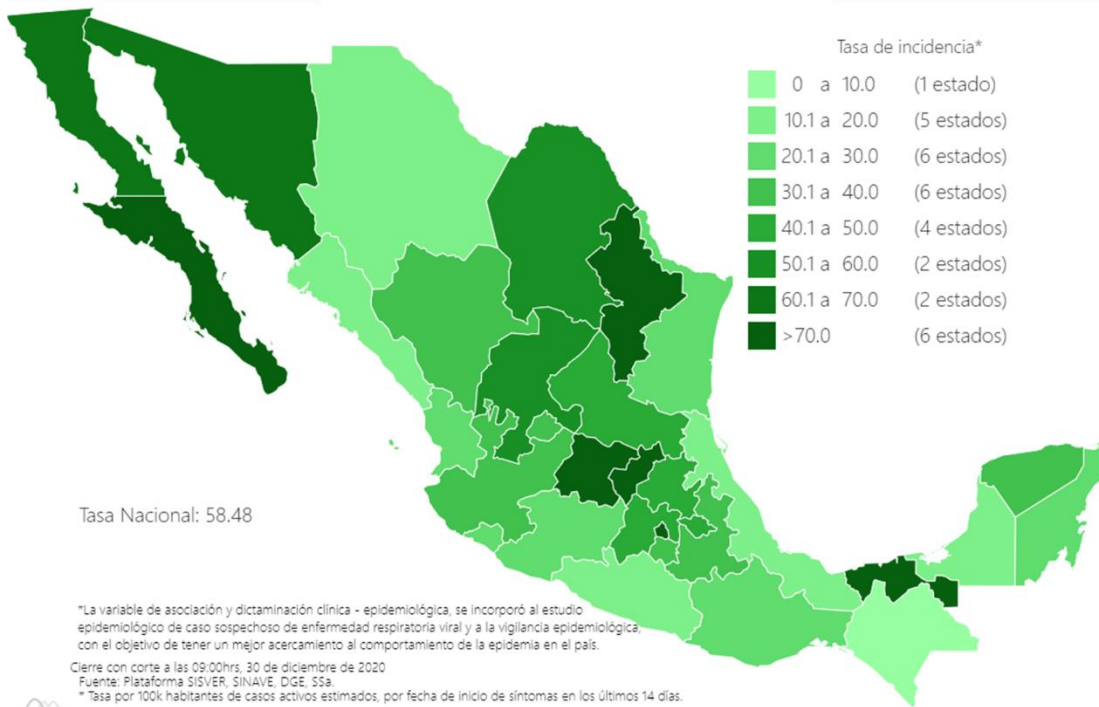 Tasa de incidencia*
0 a 10.0 (1 estado)
10.1 a 20.0 (5 estados)
20.1 a 30.0 (6 estados)
30.1 a 40.0 (6 estados)
40.1 a 50.0 (4 estados)
50.1 a 60.0 (2 estados)
60.1 a 70.0 (2 estados)
>70.0 (6 estados)
Tasa Nacional: 58.48
*La variable de asociación y dictaminación clínica - epidemiológica, se incorporó al estudio
epidemiológico de caso sospechoso de enfermedad respiratoria viral y a la vigilancia epidemiológica,
con el objetivo de tener un mejor acercamiento al comportamiento de la epidemia en el país.
Cierre con corte a las 09:00hrs, 30 de diciembre de 2020
Fuente: Plataforma SISVER, SINAVE, DGE, SSa.
* Tasa por 100k habitantes de casos activos estimados, por fecha de inicio de síntomas en los últimos 14 días.